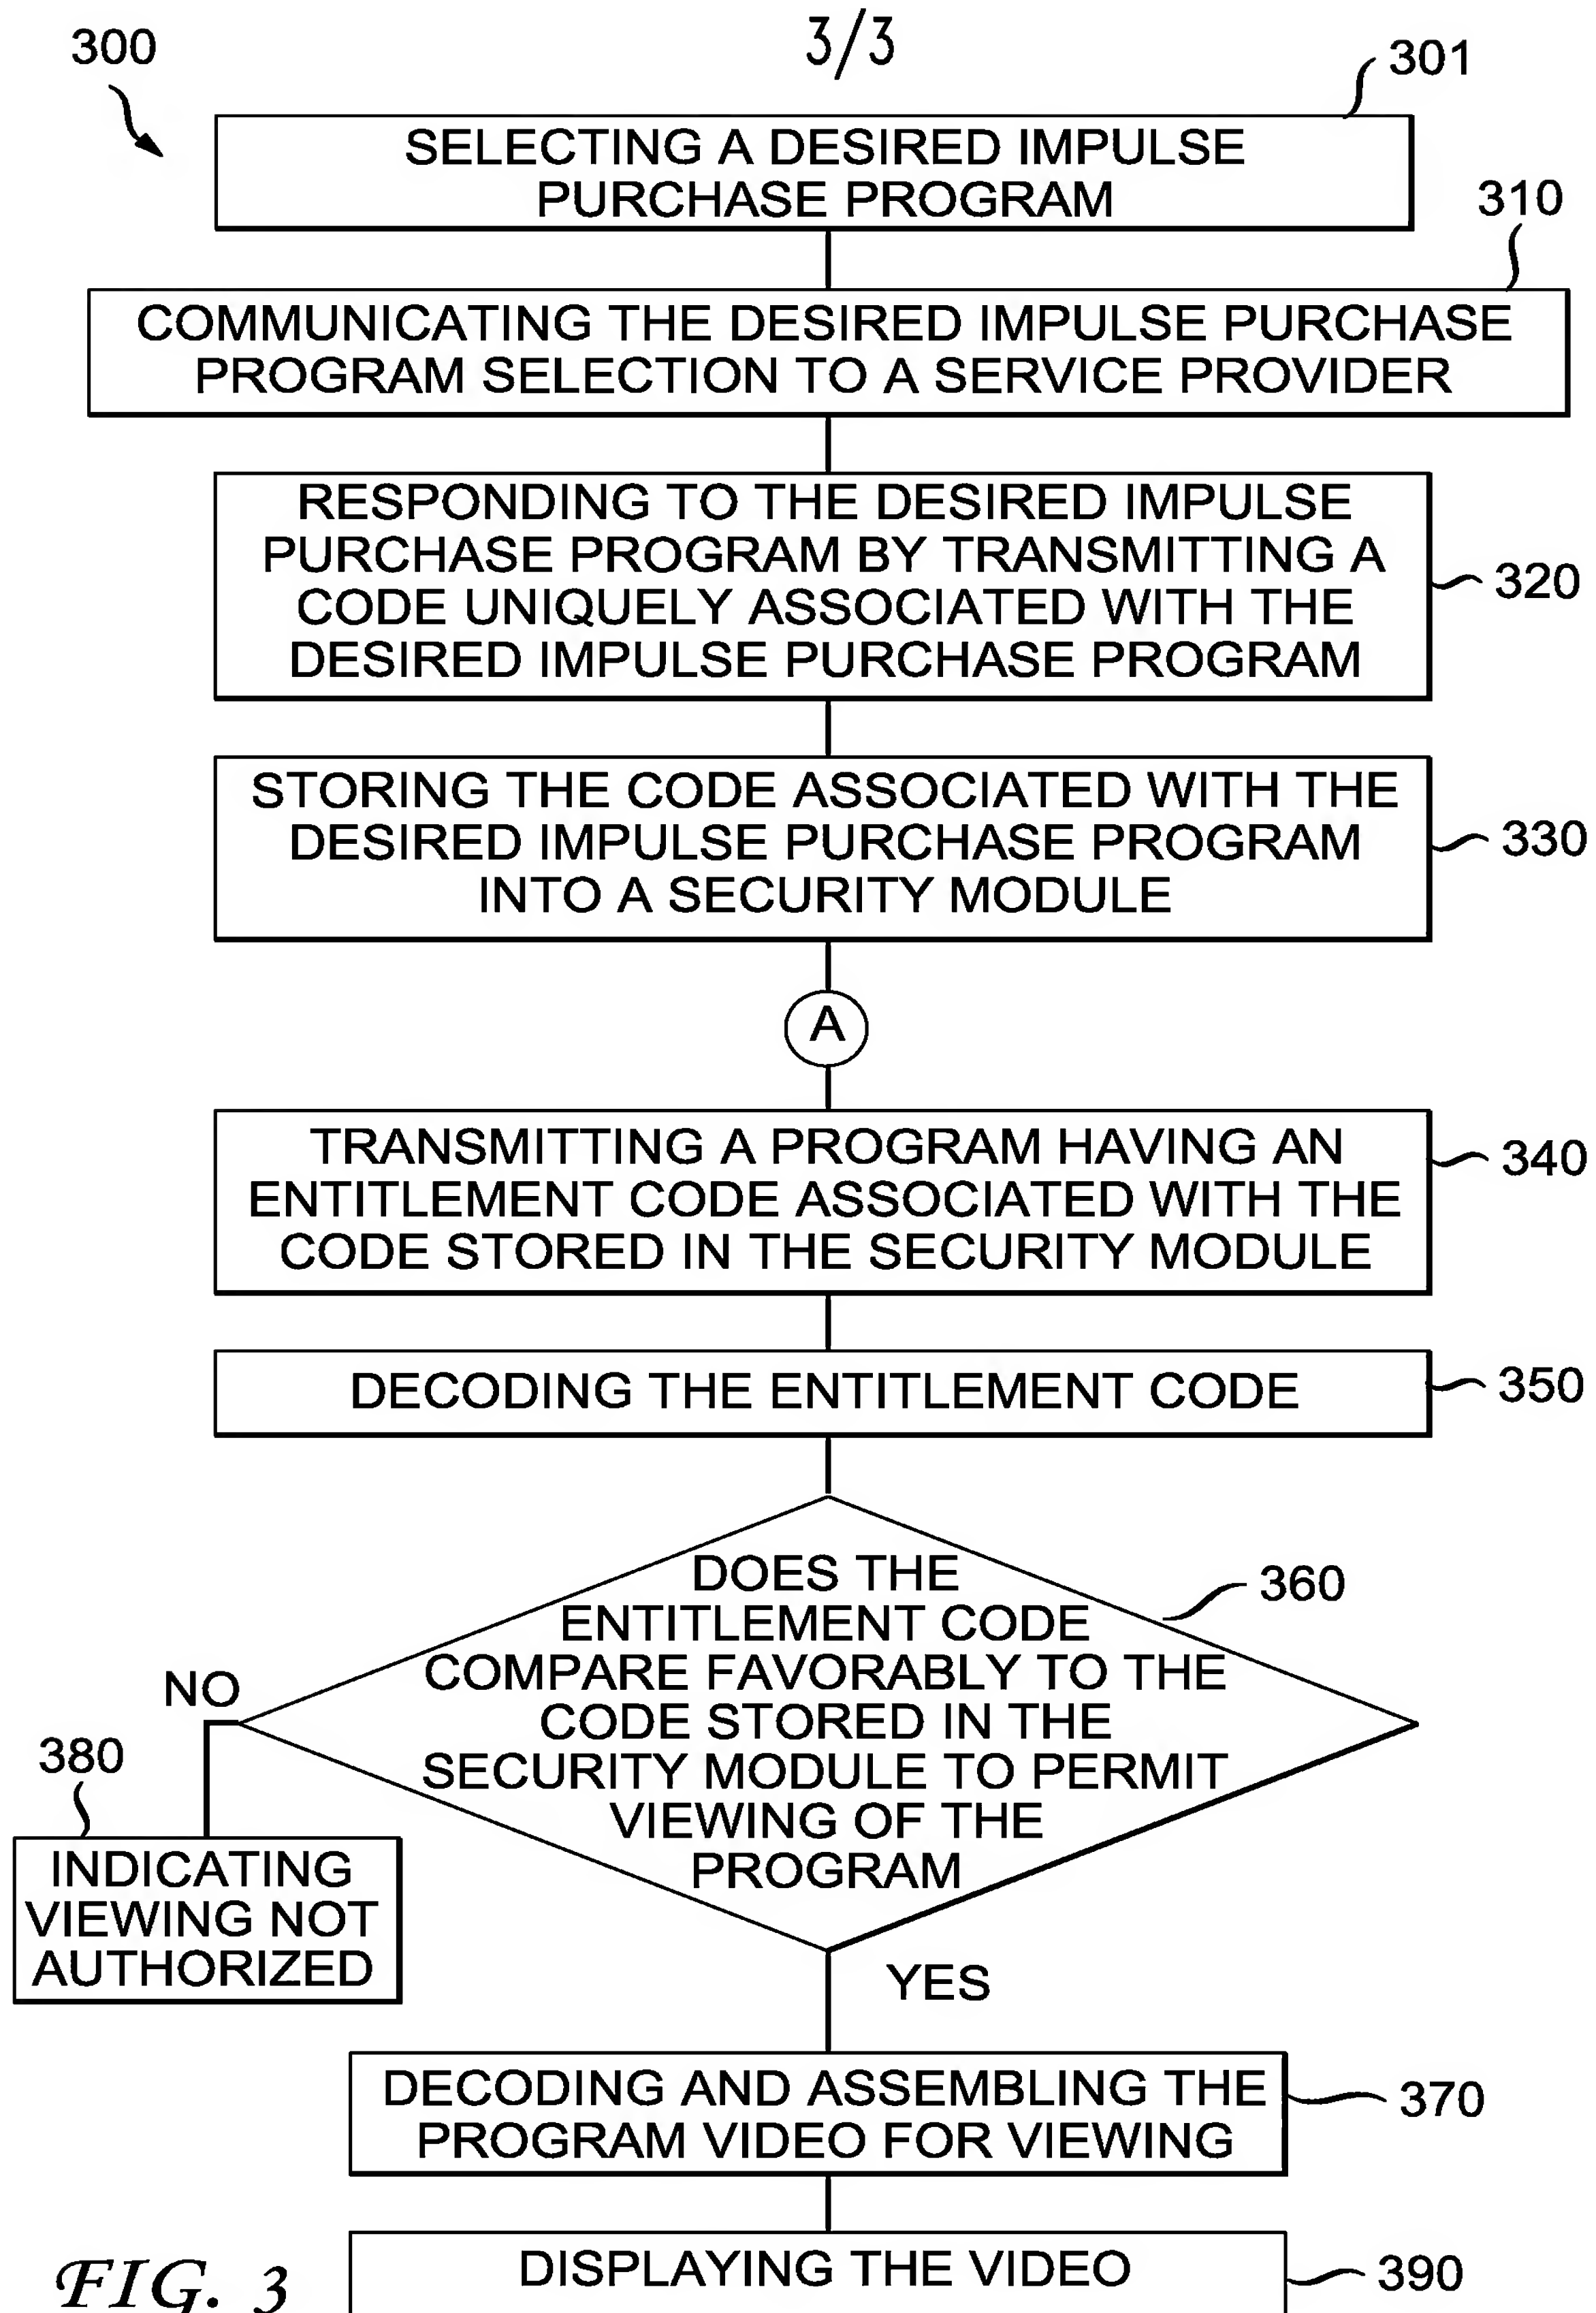 3/3
300
301
SELECTING A DESIRED IMPULSE
PURCHASE PROGRAM
310
COMMUNICATING THE DESIRED IMPULSE PURCHASE
PROGRAM SELECTION TO A SERVICE PROVIDER
RESPONDING TO THE DESIRED IMPULSE
PURCHASE PROGRAM BY TRANSMITTING A
CODE UNIQUELY ASSOCIATED WITH THE
DESIRED IMPULSE PURCHASE PROGRAM
320
STORING THE CODE ASSOCIATED WITH THE
DESIRED IMPULSE PURCHASE PROGRAM
INTO A SECURITY MODULE
330
A
TRANSMITTING A PROGRAM HAVING AN
ENTITLEMENT CODE ASSOCIATED WITH THE
CODE STORED IN THE SECURITY MODULE
340
DECODING THE ENTITLEMENT CODE
350
DOES THE
ENTITLEMENT CODE
COMPARE FAVORABLY TO THE
CODE STORED IN THE
SECURITY MODULE TO PERMIT
VIEWING OF THE
PROGRAM
360
NO
380
INDICATING
VIEWING NOT
AUTHORIZED
YES
DECODING AND ASSEMBLING THE
PROGRAM VIDEO FOR VIEWING
370
DISPLAYING THE VIDEO
390
FIG. 3